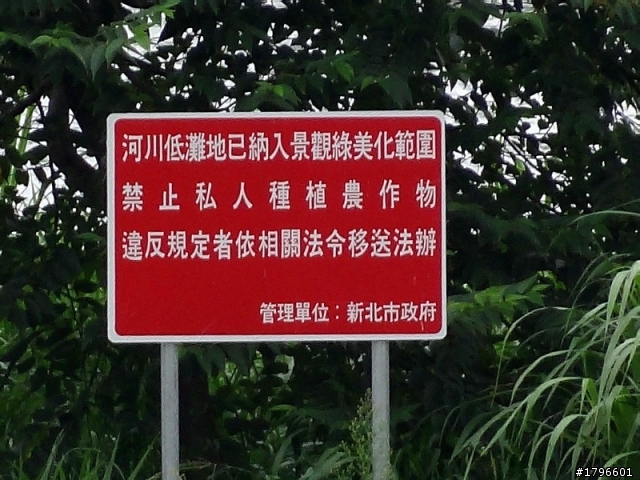 河川低灘地已納入景觀綠美化範圍
禁止私人種植農作物
違反規定者依相關法令移送法辦
管理單位：新北市政府
#1796601